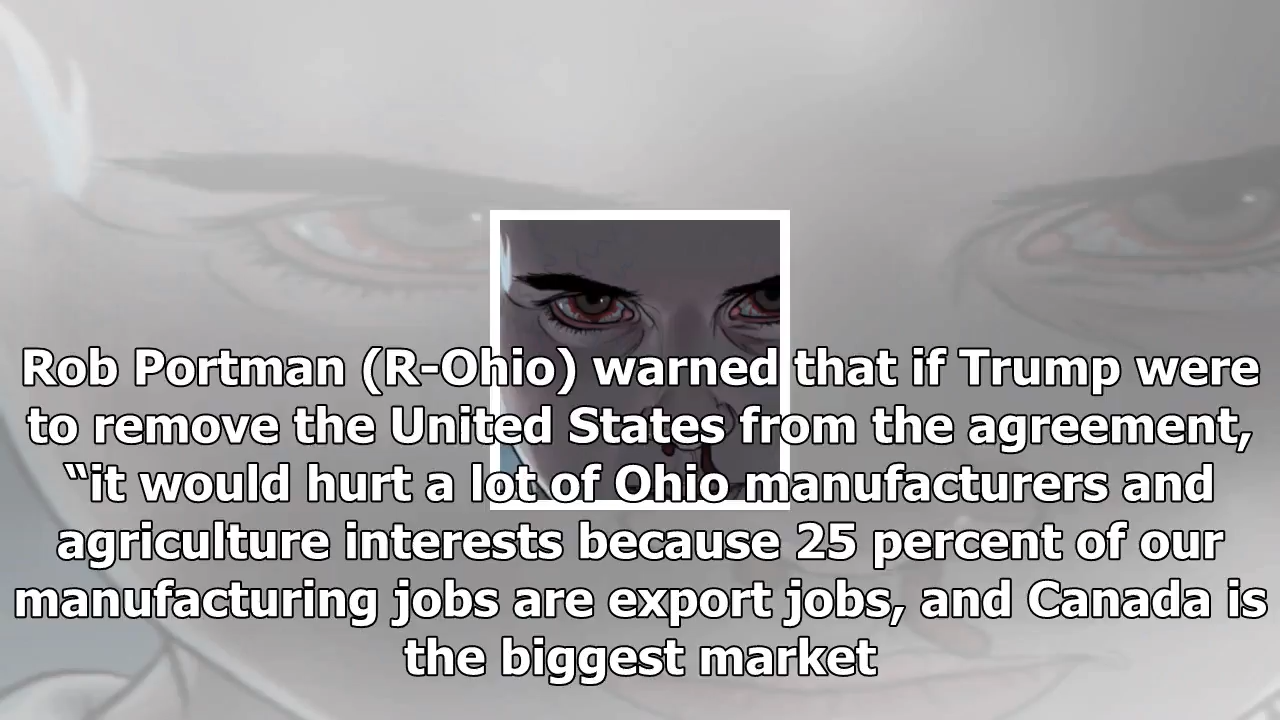 Rob Portman (R-Ohio) warned that if Trump were
to remove the United States from the agreement,
“it would hurt a lot of Ohio manufacturers and
agriculture interests because 25 percent of our
manufacturing jobs are export jobs, and Canada is
the biggest market